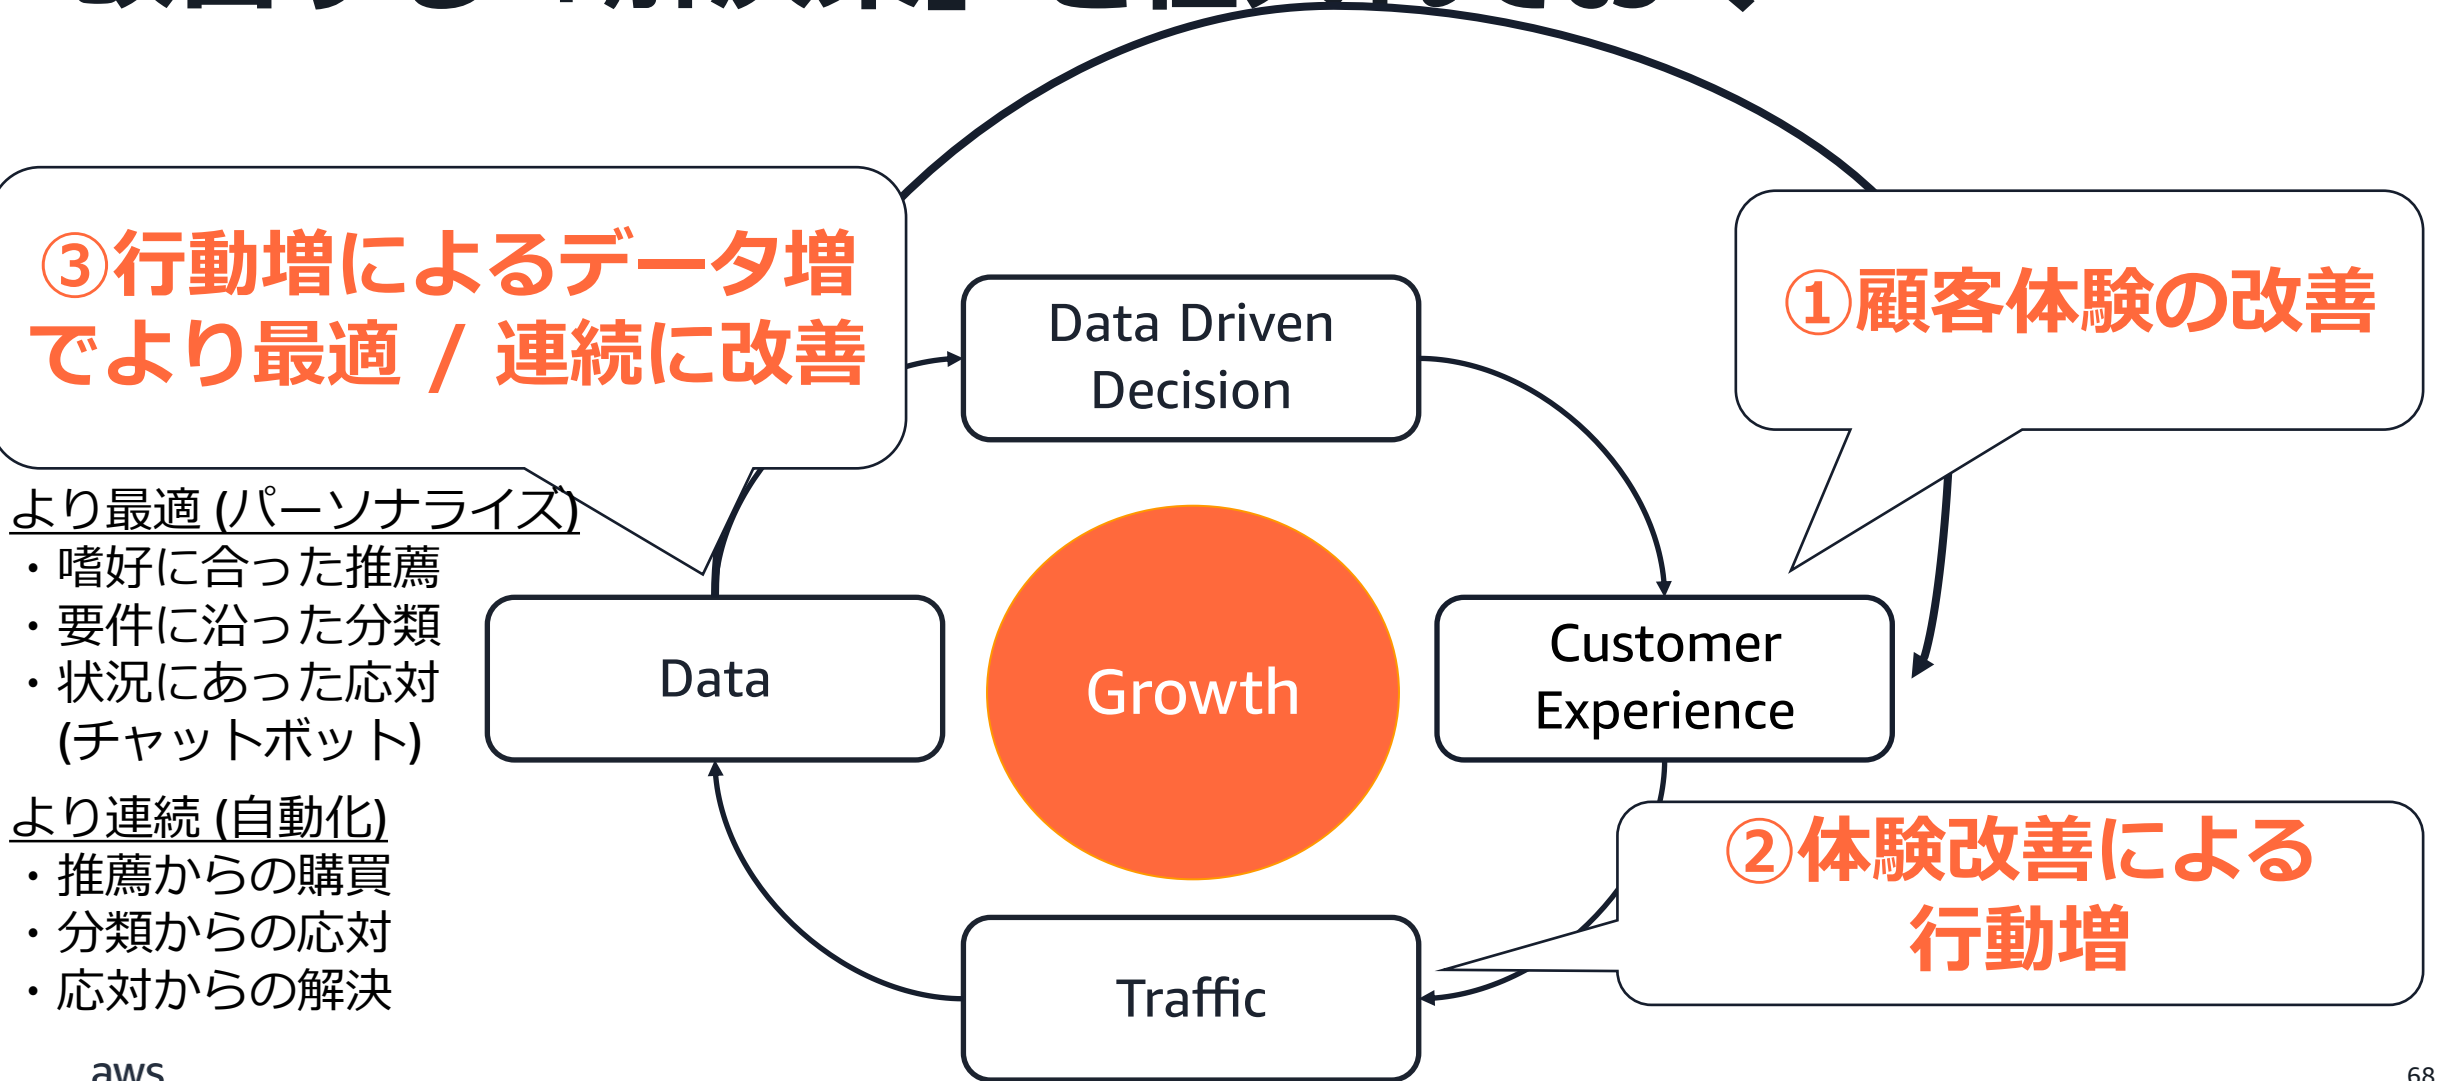 ③行動増によるデータ増
でより最適 / 連続に改善
①顧客体験の改善
Data Driven
Decision
より最適 (パーソナライズ)
・嗜好に合った推薦
・要件に沿った分類
・状況にあった応対
(チャットボット)
Data
Growth
Customer
Experience
より連続 (自動化)
・推薦からの購買
・分類からの応対
・応対からの解決
②体験改善による
行動増
Traffic
aws
68